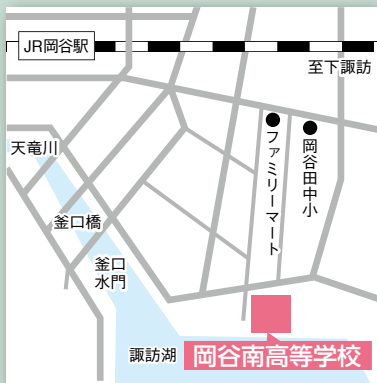 JR岡谷駅
至下諏訪
天竜川
ファミリーマート
岡谷田中小
釜口橋
釜口
水門
諏訪湖
岡谷南高等学校